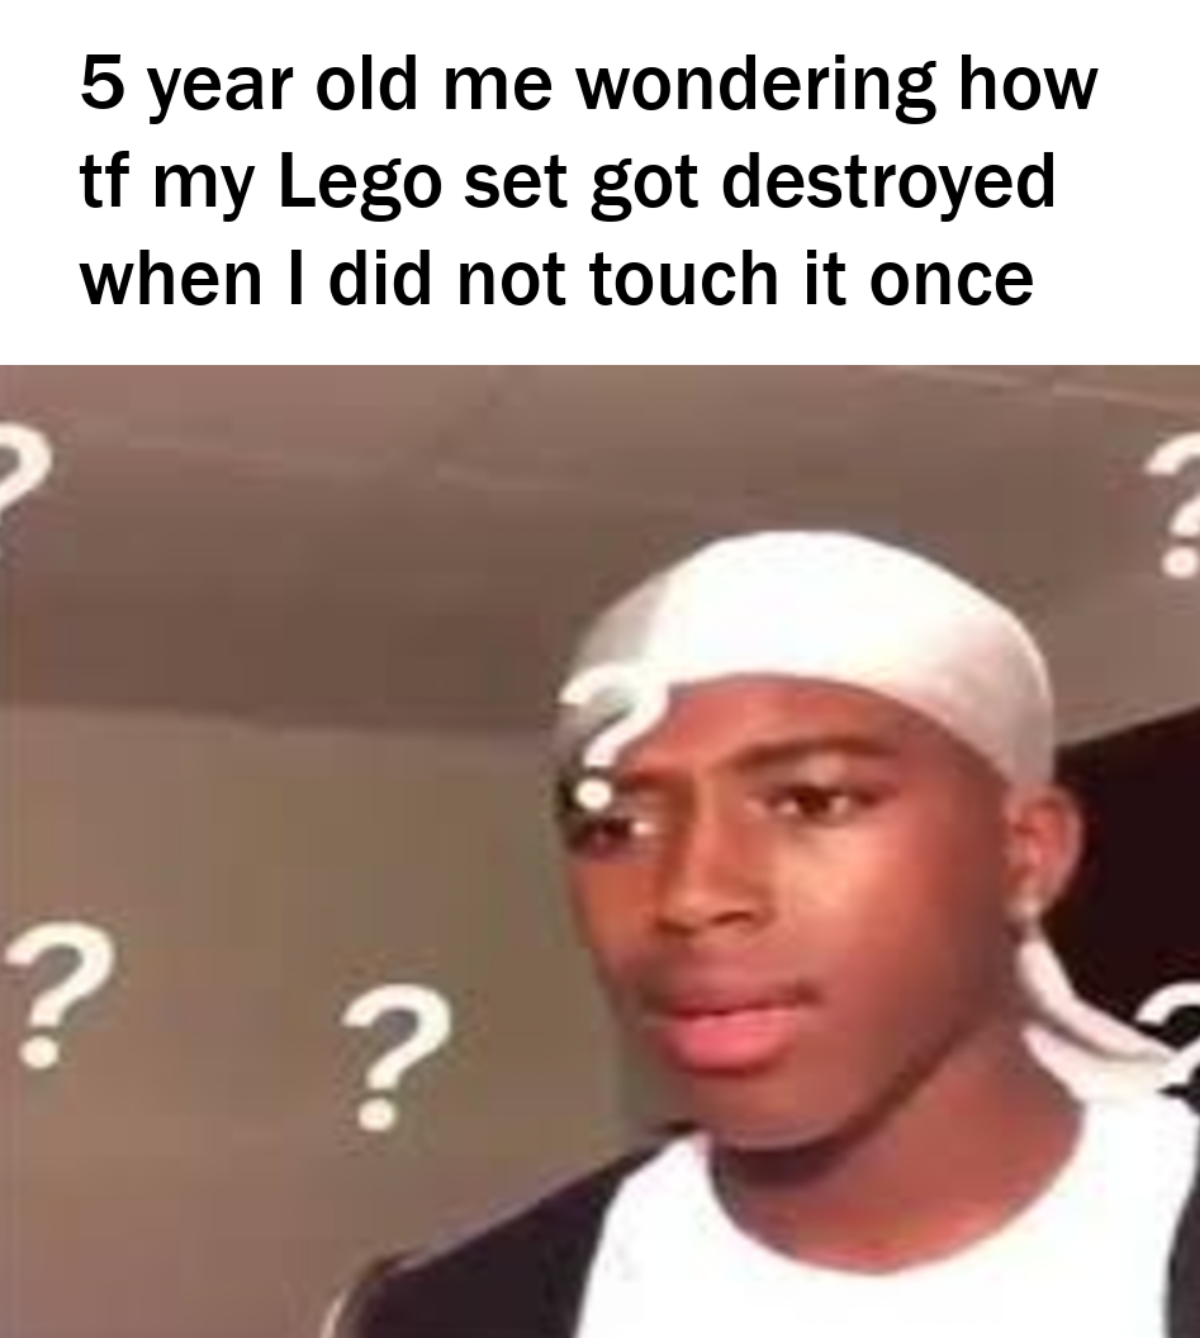 5 year old me wondering how
tf my Lego set got destroyed
when I did not touch it once
?
?
?
?
?
?